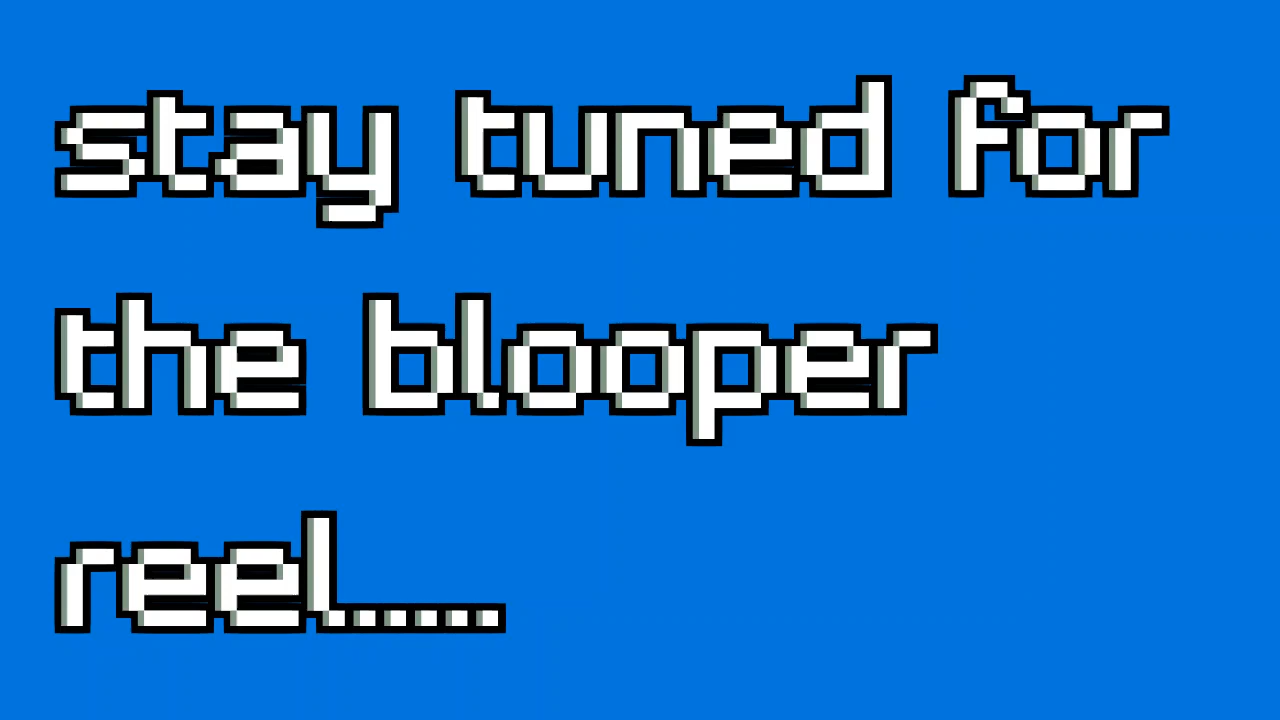 stay tuned for
the blooper
reel.....